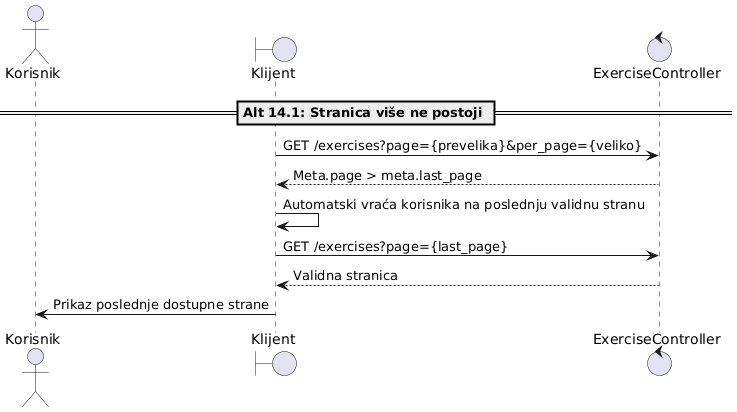 Korisnik
Klijent
ExerciseController
Alt 14.1: Stranica više ne postoji
GET /exercises?page={prevelika}&per_page={veliko}
Meta.page > meta.last_page
Automatski vraća korisnika na poslednju validnu stranu
GET /exercises?page={last_page}
Validna stranica
Prikaz poslednje dostupne strane
Korisnik
Klijent
ExerciseController